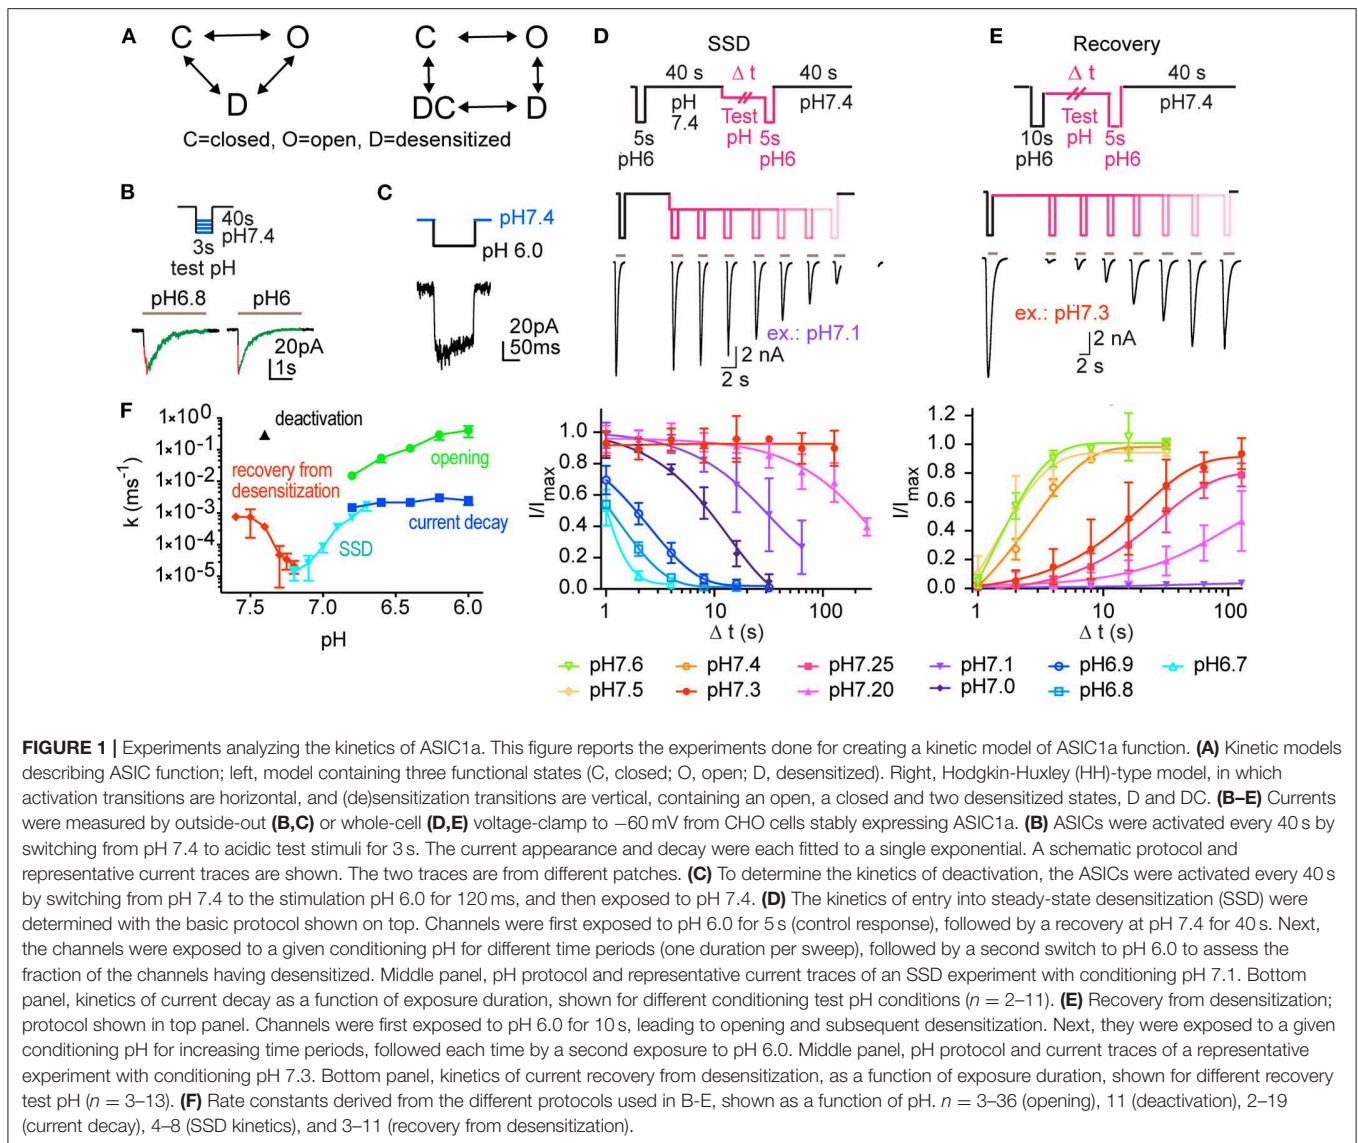 A
C O
D
C O
DC D
C=closed, O=open, D=desensitized
B
40s
pH7.4
3s
test pH
pH6.8 pH6
20pA
1s
C
pH7.4
pH 6.0
20pA
50ms
D
SSD
40 s Δ t 40 s
pH
7.4
Test
pH
pH7.4
5s
pH6
5s
pH6
ex.: pH7.1
2 nA
2 s
E
Recovery
Δ t 40 s
Test
pH
pH7.4
10s
pH6
5s
pH6
ex.: pH7.3
2 nA
2 s
F
k (ms⁻¹)
1×10⁰
1×10⁻¹
1×10⁻²
1×10⁻³
1×10⁻⁴
1×10⁻⁵
deactivation
opening
recovery from
desensitization
current decay
SSD
7.5 7.0 6.5 6.0
pH
I/Imax
1.0
0.8
0.6
0.4
0.2
0.0
1 10 100
Δ t (s)
I/Imax
1.2
1.0
0.8
0.6
0.4
0.2
0.0
1 10 100
Δ t (s)
pH7.6 pH7.4 pH7.25 pH7.1 pH6.9 pH6.7
pH7.5 pH7.3 pH7.20 pH7.0 pH6.8
FIGURE 1 | Experiments analyzing the kinetics of ASIC1a. This figure reports the experiments done for creating a kinetic model of ASIC1a function. (A) Kinetic models
describing ASIC function; left, model containing three functional states (C, closed; O, open; D, desensitized). Right, Hodgkin-Huxley (HH)-type model, in which
activation transitions are horizontal, and (de)sensitization transitions are vertical, containing an open, a closed and two desensitized states, D and DC. (B–E) Currents
were measured by outside-out (B,C) or whole-cell (D,E) voltage-clamp to −60 mV from CHO cells stably expressing ASIC1a. (B) ASICs were activated every 40 s by
switching from pH 7.4 to acidic test stimuli for 3 s. The current appearance and decay were each fitted to a single exponential. A schematic protocol and
representative current traces are shown. The two traces are from different patches. (C) To determine the kinetics of deactivation, the ASICs were activated every 40 s
by switching from pH 7.4 to the stimulation pH 6.0 for 120 ms, and then exposed to pH 7.4. (D) The kinetics of entry into steady-state desensitization (SSD) were
determined with the basic protocol shown on top. Channels were first exposed to pH 6.0 for 5 s (control response), followed by a recovery at pH 7.4 for 40 s. Next,
the channels were exposed to a given conditioning pH for different time periods (one duration per sweep), followed by a second switch to pH 6.0 to assess the
fraction of the channels having desensitized. Middle panel, pH protocol and representative current traces of an SSD experiment with conditioning pH 7.1. Bottom
panel, kinetics of current decay as a function of exposure duration, shown for different conditioning test pH conditions (n = 2–11). (E) Recovery from desensitization;
protocol shown in top panel. Channels were first exposed to pH 6.0 for 10 s, leading to opening and subsequent desensitization. Next, they were exposed to a given
conditioning pH for increasing time periods, followed each time by a second exposure to pH 6.0. Middle panel, pH protocol and current traces of a representative
experiment with conditioning pH 7.3. Bottom panel, kinetics of current recovery from desensitization, as a function of exposure duration, shown for different recovery
test pH (n = 3–13). (F) Rate constants derived from the different protocols used in B-E, shown as a function of pH. n = 3–36 (opening), 11 (deactivation), 2–19
(current decay), 4–8 (SSD kinetics), and 3–11 (recovery from desensitization).